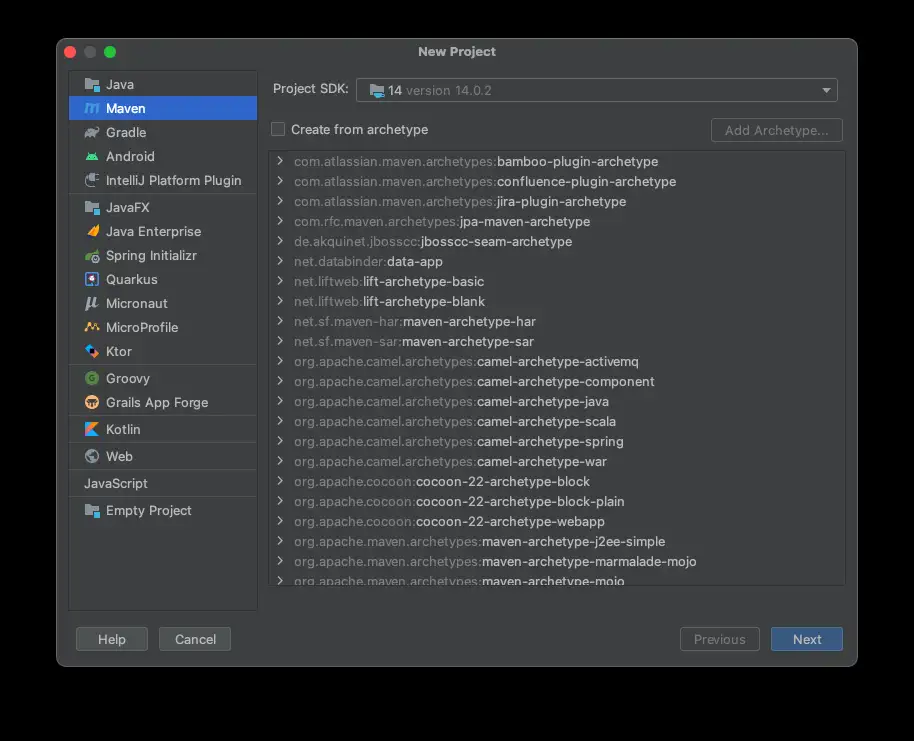 New Project
Java
Maven
Gradle
Android
IntelliJ Platform Plugin
JavaFX
Java Enterprise
Spring Initializr
Quarkus
Micronaut
MicroProfile
Ktor
Groovy
Grails App Forge
Kotlin
Web
JavaScript
Empty Project
Project SDK: 14 version 14.0.2
Create from archetype
Add Archetype...
com.atlassian.maven.archetypes:bamboo-plugin-archetype
com.atlassian.maven.archetypes:confluence-plugin-archetype
com.atlassian.maven.archetypes:jira-plugin-archetype
com.rfc.maven.archetypes:jpa-maven-archetype
de.akquinet.jbosscc:jbosscc-seam-archetype
net.databinder:data-app
net.liftweb:lift-archetype-basic
net.liftweb:lift-archetype-blank
net.sf.maven-har:maven-archetype-har
net.sf.maven-sar:maven-archetype-sar
org.apache.camel.archetypes:camel-archetype-activemq
org.apache.camel.archetypes:camel-archetype-component
org.apache.camel.archetypes:camel-archetype-java
org.apache.camel.archetypes:camel-archetype-scala
org.apache.camel.archetypes:camel-archetype-spring
org.apache.camel.archetypes:camel-archetype-war
org.apache.cocoon:cocoon-22-archetype-block
org.apache.cocoon:cocoon-22-archetype-block-plain
org.apache.cocoon:cocoon-22-archetype-webapp
org.apache.maven.archetypes:maven-archetype-j2ee-simple
org.apache.maven.archetypes:maven-archetype-marmalade-mojo
org.apache.maven.archetypes:maven-archetype-mojo
Help
Cancel
Previous
Next